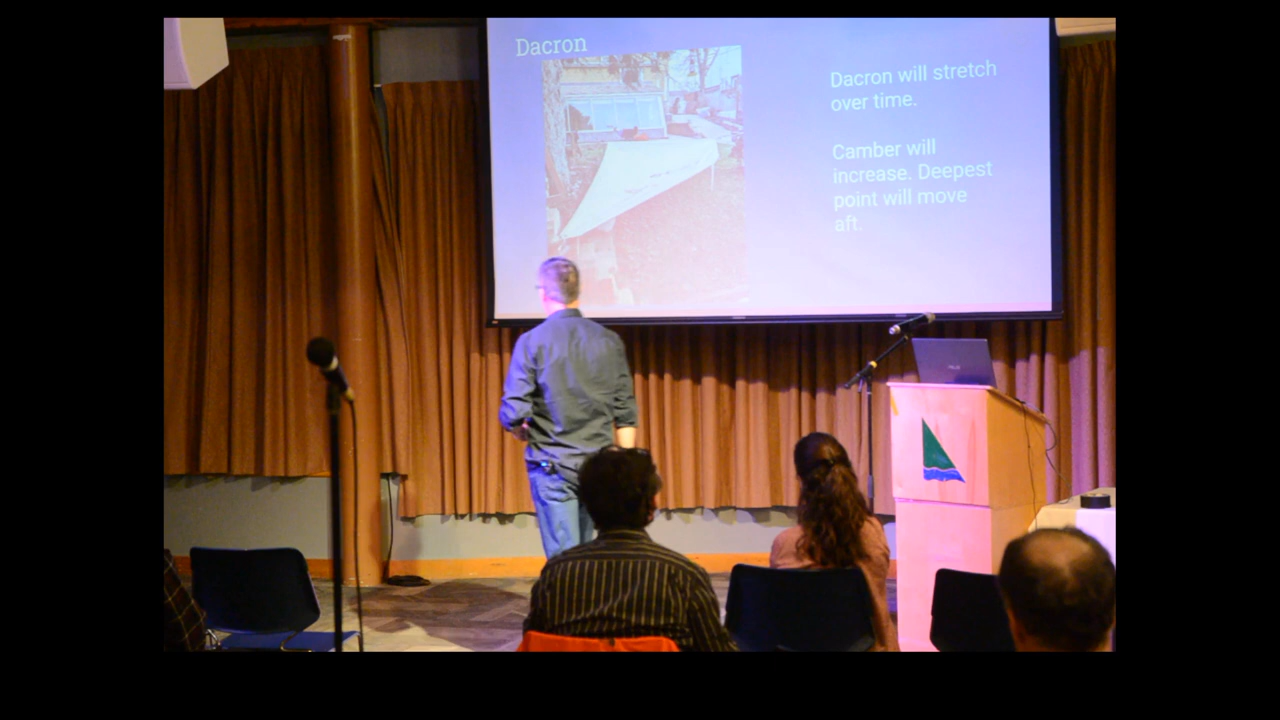 Dacron
Dacron will stretch
over time.
Camber will
increase. Deepest
point will move
aft.